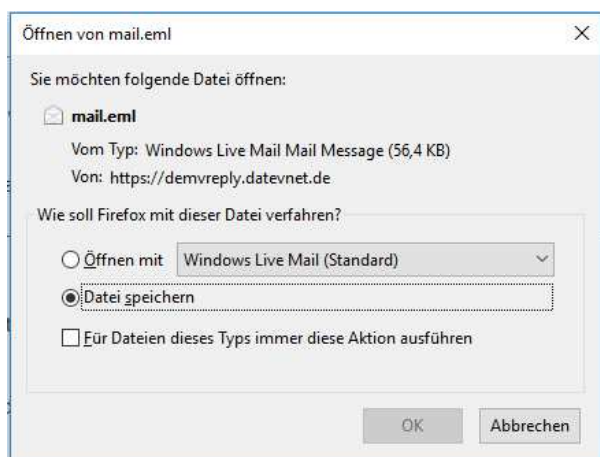 Öffnen von mail.eml
Sie möchten folgende Datei öffnen:
mail.eml
Vom Typ: Windows Live Mail Mail Message (56,4 KB)
Von: https://demvreply.datevnet.de
Wie soll Firefox mit dieser Datei verfahren?
Öffnen mit Windows Live Mail (Standard)
Datei speichern
Für Dateien dieses Typs immer diese Aktion ausführen
OK Abbrechen